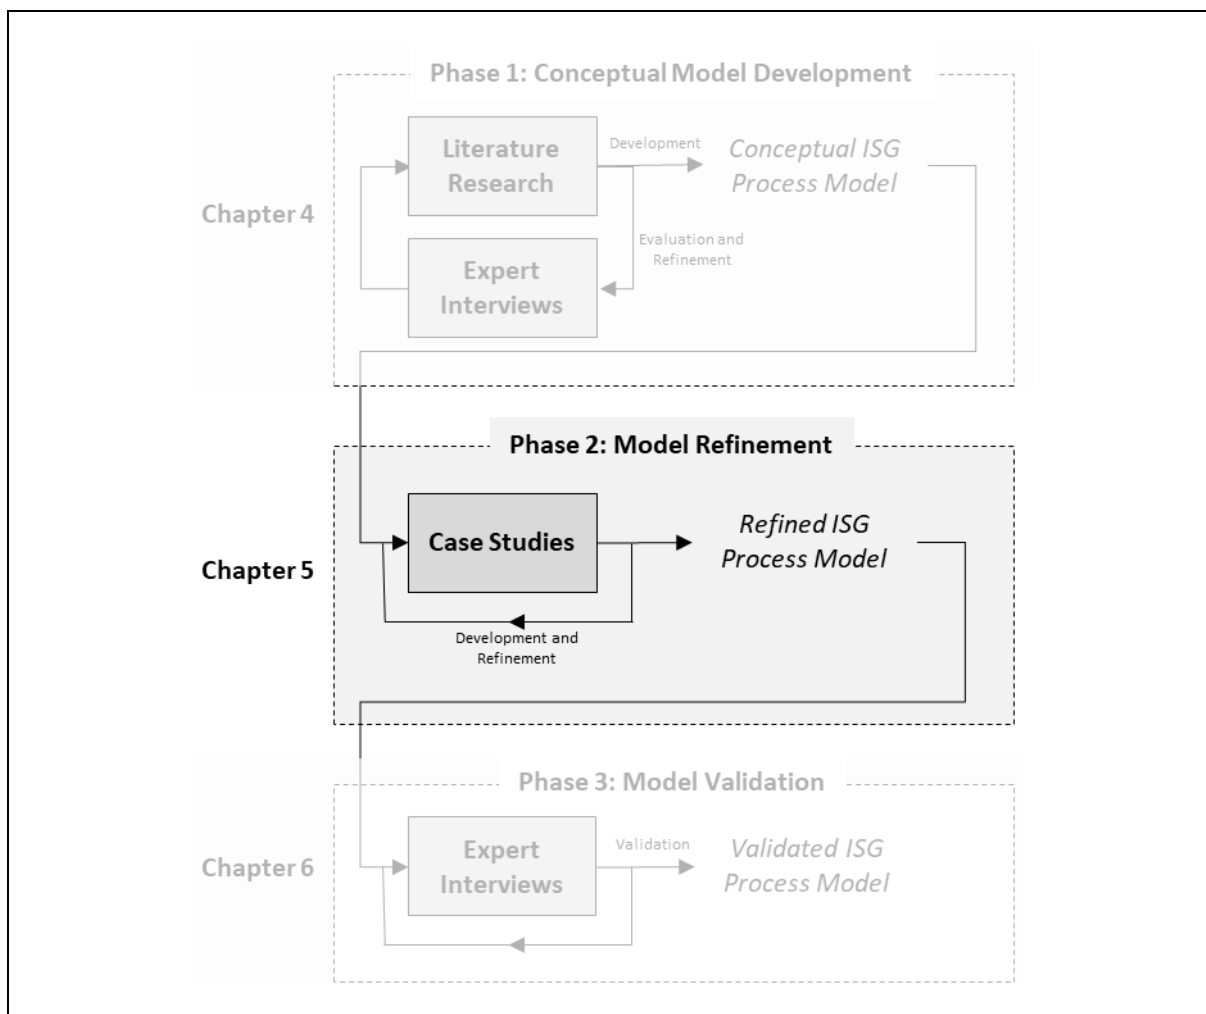 Phase 1: Conceptual Model Development
Literature
Research
Development
Conceptual ISG
Process Model
Chapter 4
Evaluation and
Refinement
Expert
Interviews
Phase 2: Model Refinement
Case Studies
Refined ISG
Process Model
Chapter 5
Development and
Refinement
Phase 3: Model Validation
Expert
Interviews
Validation
Validated ISG
Process Model
Chapter 6